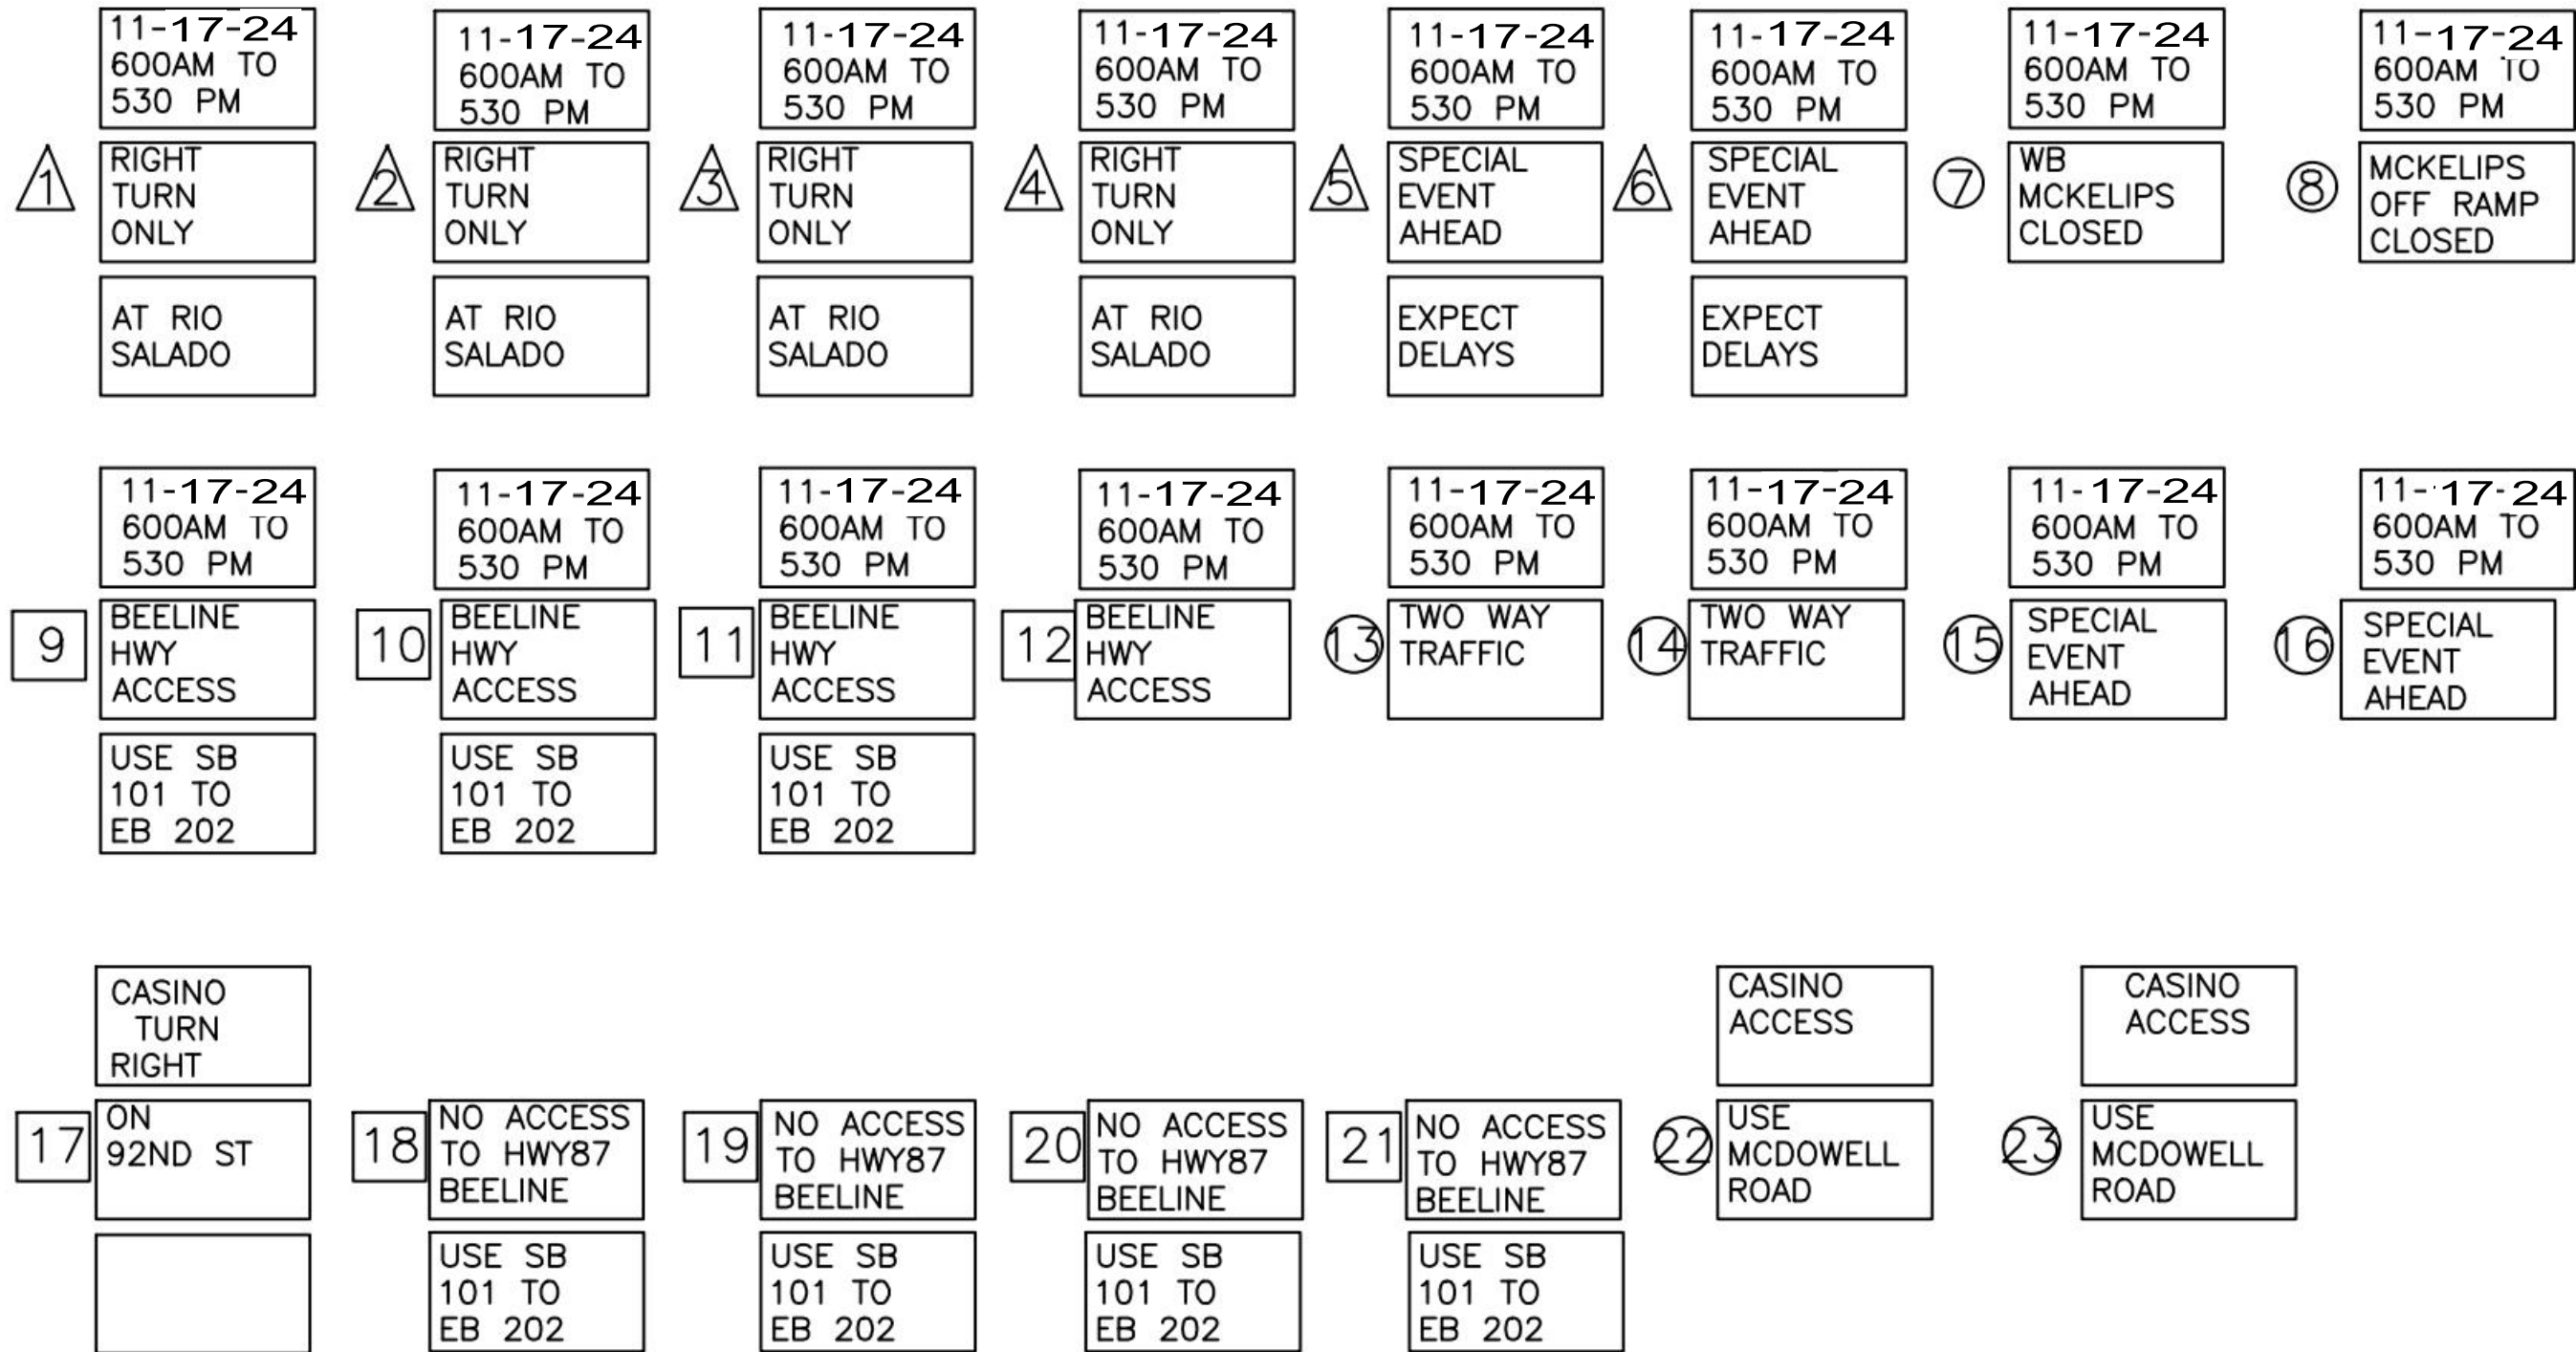 11-17-24
600AM TO
530 PM
1
RIGHT
TURN
ONLY
AT RIO
SALADO
11-17-24
600AM TO
530 PM
2
RIGHT
TURN
ONLY
AT RIO
SALADO
11-17-24
600AM TO
530 PM
3
RIGHT
TURN
ONLY
AT RIO
SALADO
11-17-24
600AM TO
530 PM
4
RIGHT
TURN
ONLY
AT RIO
SALADO
11-17-24
600AM TO
530 PM
5
SPECIAL
EVENT
AHEAD
EXPECT
DELAYS
11-17-24
600AM TO
530 PM
6
SPECIAL
EVENT
AHEAD
EXPECT
DELAYS
11-17-24
600AM TO
530 PM
7
WB
MCKELIPS
CLOSED
11-17-24
600AM TO
530 PM
8
MCKELIPS
OFF RAMP
CLOSED
11-17-24
600AM TO
530 PM
9
BEELINE
HWY
ACCESS
USE SB
101 TO
EB 202
11-17-24
600AM TO
530 PM
10
BEELINE
HWY
ACCESS
USE SB
101 TO
EB 202
11-17-24
600AM TO
530 PM
11
BEELINE
HWY
ACCESS
USE SB
101 TO
EB 202
11-17-24
600AM TO
530 PM
12
BEELINE
HWY
ACCESS
11-17-24
600AM TO
530 PM
13
TWO WAY
TRAFFIC
11-17-24
600AM TO
530 PM
14
TWO WAY
TRAFFIC
11-17-24
600AM TO
530 PM
15
SPECIAL
EVENT
AHEAD
11-17-24
600AM TO
530 PM
16
SPECIAL
EVENT
AHEAD
CASINO
TURN
RIGHT
17
ON
92ND ST
18
NO ACCESS
TO HWY87
BEELINE
USE SB
101 TO
EB 202
19
NO ACCESS
TO HWY87
BEELINE
USE SB
101 TO
EB 202
20
NO ACCESS
TO HWY87
BEELINE
USE SB
101 TO
EB 202
21
NO ACCESS
TO HWY87
BEELINE
USE SB
101 TO
EB 202
CASINO
ACCESS
22
USE
MCDOWELL
ROAD
CASINO
ACCESS
23
USE
MCDOWELL
ROAD